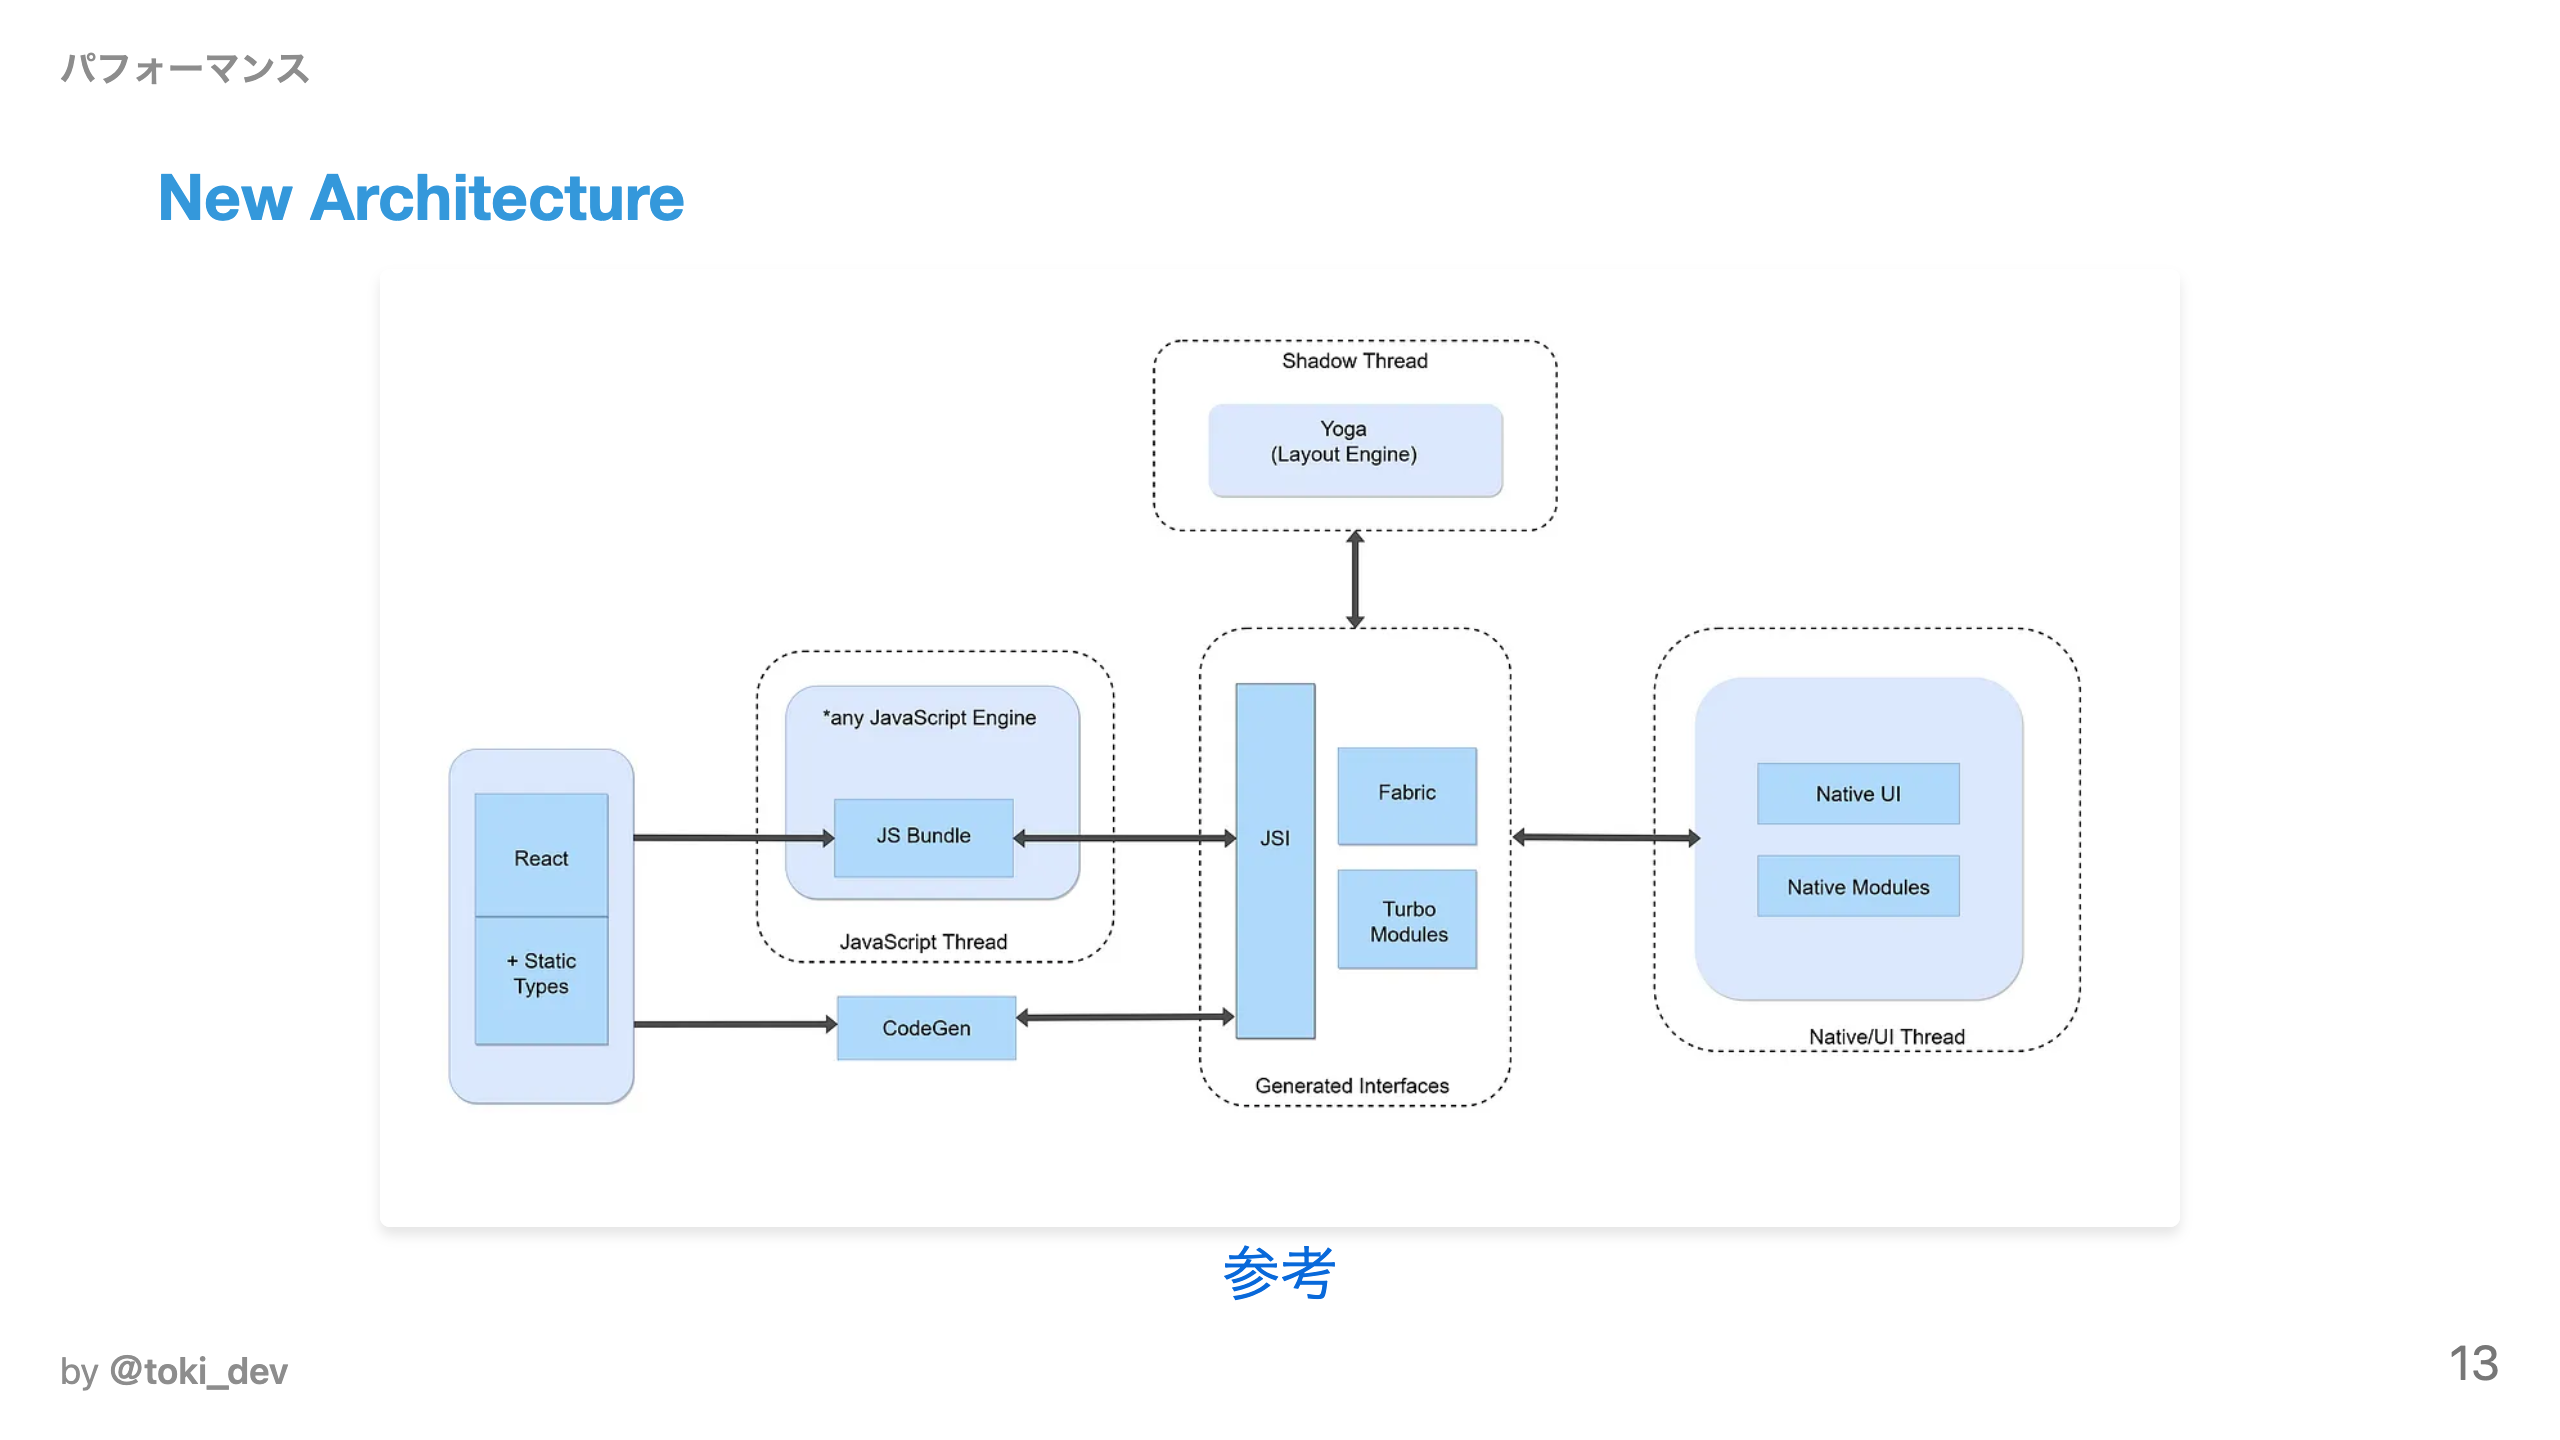 パフォーマンス
New Architecture
Shadow Thread
Yoga
(Layout Engine)
*any JavaScript Engine
JS Bundle
JavaScript Thread
React
+ Static
Types
CodeGen
JSI
Fabric
Turbo
Modules
Generated Interfaces
Native UI
Native Modules
Native/UI Thread
参考
by @toki_dev
13